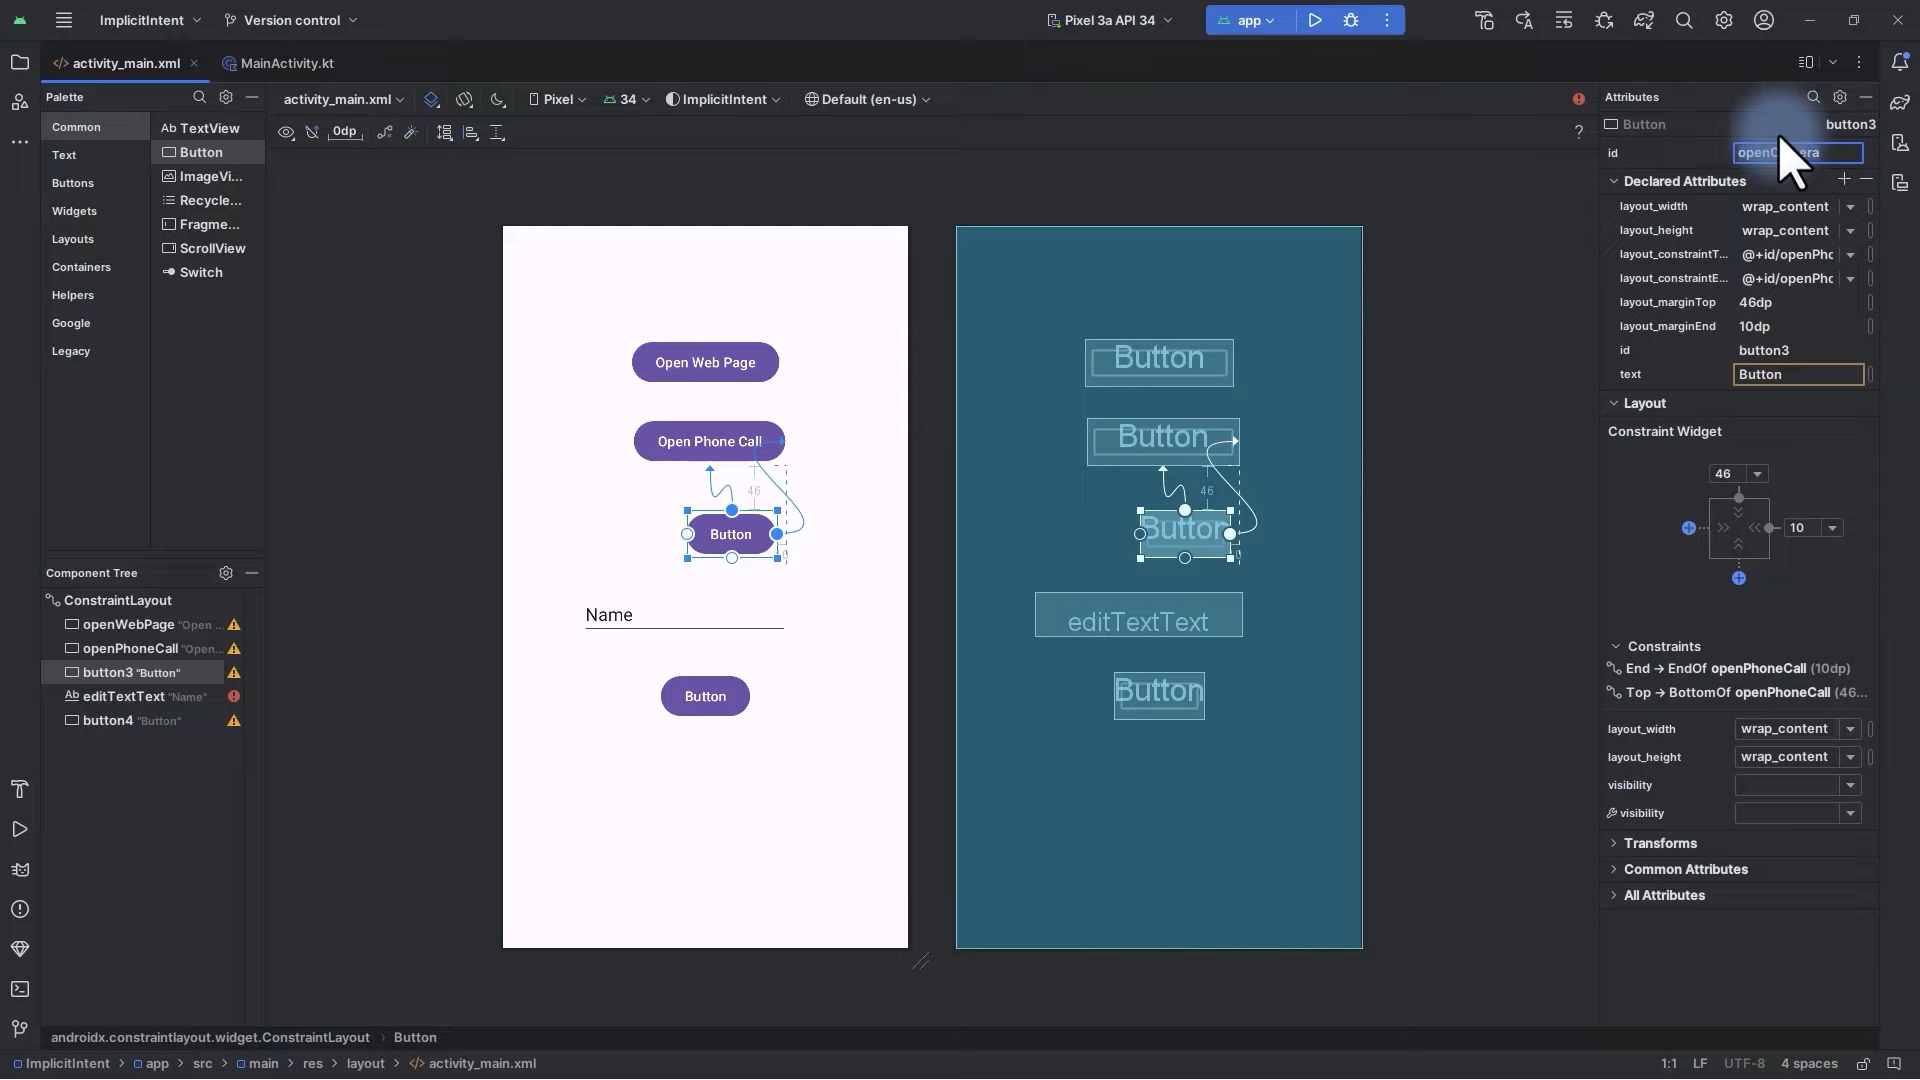 ImplicitIntent
Version control
Pixel 3a API 34
app
activity_main.xml
MainActivity.kt
Palette
Common
Text
Buttons
Widgets
Layouts
Containers
Helpers
Google
Legacy
Ab TextView
Button
ImageVi...
Recycle...
Fragme...
ScrollView
Switch
activity_main.xml
Pixel
34
ImplicitIntent
Default (en-us)
0dp
?
Open Web Page
Open Phone Call
46
Button
Name
Button
Button
Button
46
Button
editTextText
Button
Component Tree
ConstraintLayout
openWebPage "Open ...
openPhoneCall "Open...
button3 "Button"
Ab editTextText "Name"
button4 "Button"
Attributes
Button button3
id
Declared Attributes
layout_width wrap_content
layout_height wrap_content
layout_constraintT... @+id/openPhc
layout_constraintE... @+id/openPhc
layout_marginTop 46dp
layout_marginEnd 10dp
id button3
text Button
Layout
Constraint Widget
46
10
Constraints
End → EndOf openPhoneCall (10dp)
Top → BottomOf openPhoneCall (46...
layout_width wrap_content
layout_height wrap_content
visibility
visibility
Transforms
Common Attributes
All Attributes
androidx.constraintlayout.widget.ConstraintLayout › Button
ImplicitIntent > app > src > main > res > layout > activity_main.xml
1:1 LF UTF-8 4 spaces